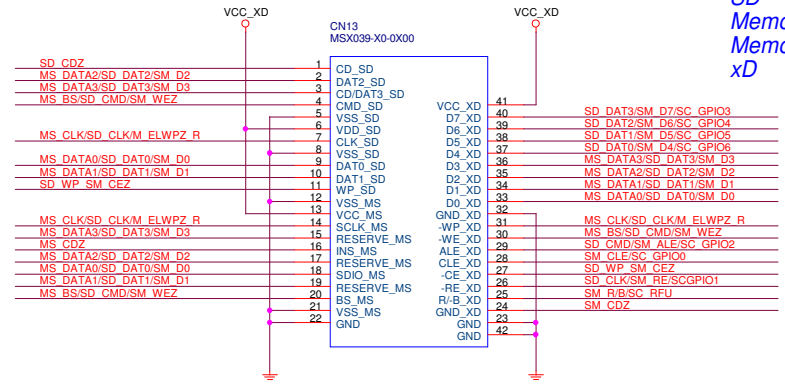 VCC_XD
VCC_XD
SD
Memo
Memo
xD
CN13
MSX039-X0-0X00
SD_CDZ 1 CD_SD
MS_DATA2/SD_DAT2/SM_D2 2 DAT2_SD
MS_DATA3/SD_DAT3/SM_D3 3 CD/DAT3_SD
MS_BS/SD_CMD/SM_WEZ 4 CMD_SD
5 VSS_SD
6 VDD_SD
MS_CLK/SD_CLK/M_ELWPZ_R 7 CLK_SD
8 VSS_SD
MS_DATA0/SD_DAT0/SM_D0 9 DAT0_SD
MS_DATA1/SD_DAT1/SM_D1 10 DAT1_SD
SD_WP_SM_CEZ 11 WP_SD
12 VSS_MS
13 VCC_MS
MS_CLK/SD_CLK/M_ELWPZ_R 14 SCLK_MS
MS_DATA3/SD_DAT3/SM_D3 15 RESERVE_MS
MS_CDZ 16 INS_MS
MS_DATA2/SD_DAT2/SM_D2 17 RESERVE_MS
MS_DATA0/SD_DAT0/SM_D0 18 SDIO_MS
MS_DATA1/SD_DAT1/SM_D1 19 RESERVE_MS
MS_BS/SD_CMD/SM_WEZ 20 BS_MS
21 VSS_MS
22 GND
VCC_XD 41
D7_XD 40 SD_DAT3/SM_D7/SC_GPIO3
D6_XD 39 SD_DAT2/SM_D6/SC_GPIO4
D5_XD 38 SD_DAT1/SM_D5/SC_GPIO5
D4_XD 37 SD_DAT0/SM_D4/SC_GPIO6
D3_XD 36 MS_DATA3/SD_DAT3/SM_D3
D2_XD 35 MS_DATA2/SD_DAT2/SM_D2
D1_XD 34 MS_DATA1/SD_DAT1/SM_D1
D0_XD 33 MS_DATA0/SD_DAT0/SM_D0
GND_XD 32
-WP_XD 31 MS_CLK/SD_CLK/M_ELWPZ_R
-WE_XD 30 MS_BS/SD_CMD/SM_WEZ
ALE_XD 29 SD_CMD/SM_ALE/SC_GPIO2
CLE_XD 28 SM_CLE/SC_GPIO0
-CE_XD 27 SD_WP_SM_CEZ
-RE_XD 26 SD_CLK/SM_RE/SCGPIO1
R/-B_XD 25 SM_R/B/SC_RFU
GND_XD 24 SM_CDZ
GND 23
GND 42